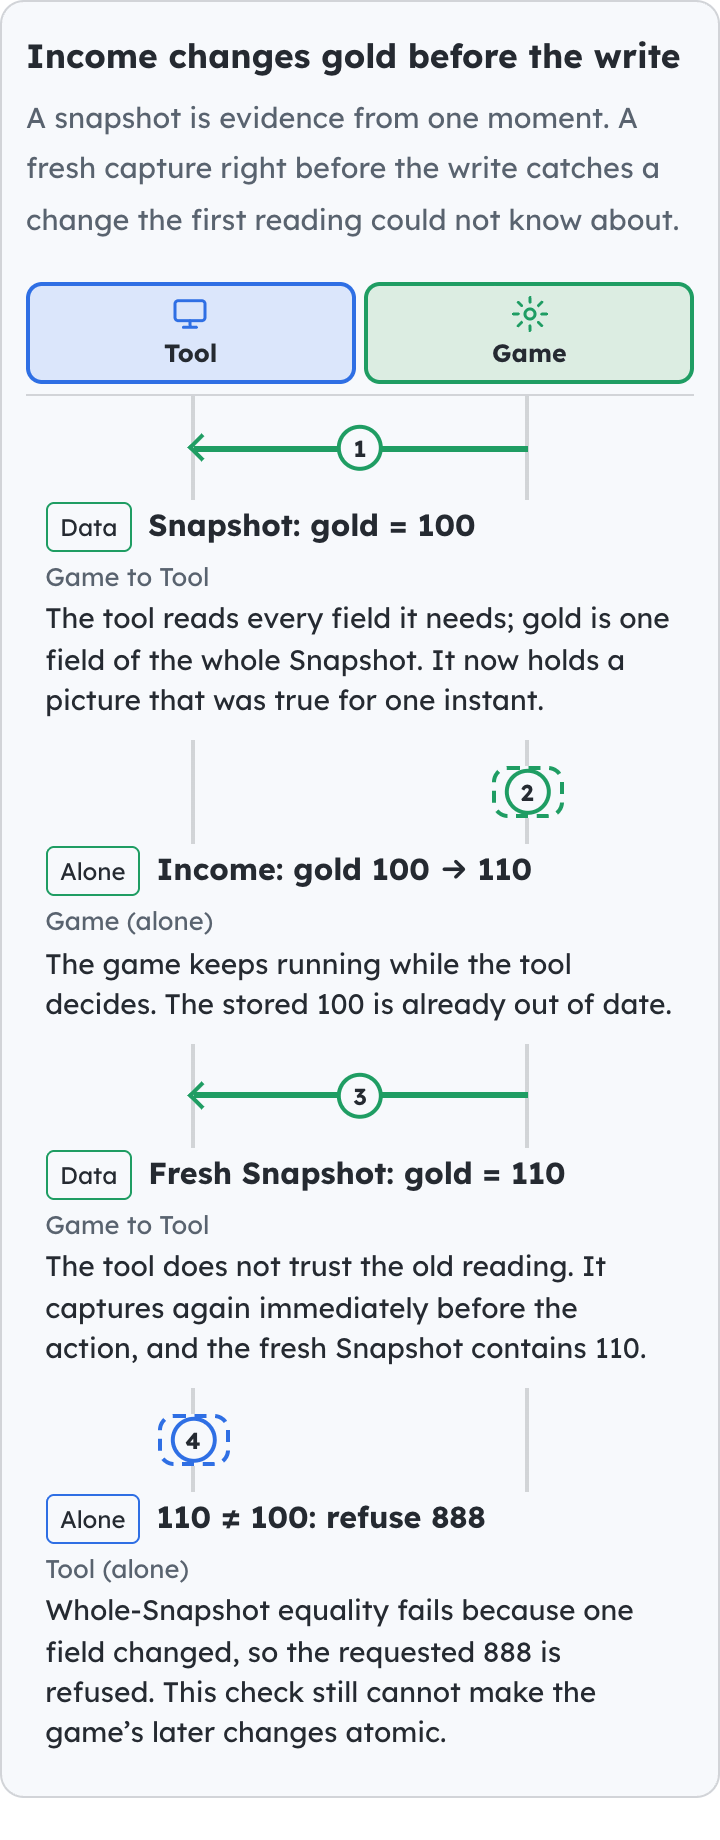 Income changes gold before the write
A snapshot is evidence from one moment. A
fresh capture right before the write catches a
change the first reading could not know about.
Tool
Game
1
Data
Snapshot: gold = 100
Game to Tool
The tool reads every field it needs; gold is one
field of the whole Snapshot. It now holds a
picture that was true for one instant.
2
Alone
Income: gold 100 → 110
Game (alone)
The game keeps running while the tool
decides. The stored 100 is already out of date.
3
Data
Fresh Snapshot: gold = 110
Game to Tool
The tool does not trust the old reading. It
captures again immediately before the
action, and the fresh Snapshot contains 110.
4
Alone
110 ≠ 100: refuse 888
Tool (alone)
Whole-Snapshot equality fails because one
field changed, so the requested 888 is
refused. This check still cannot make the
game’s later changes atomic.